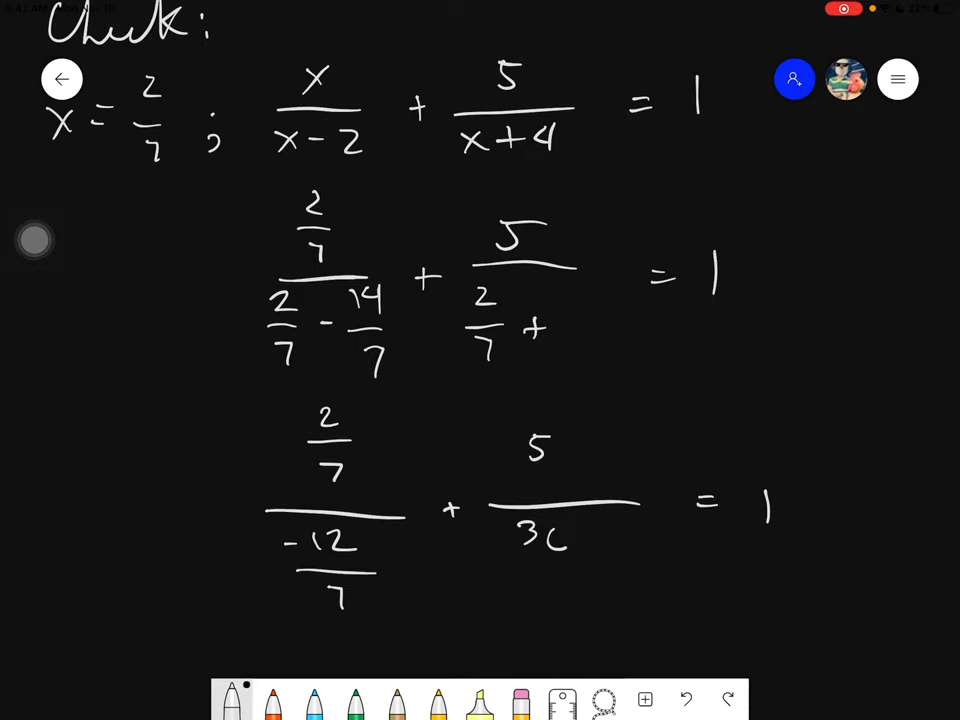 Check:
x = 2/7 ; x/(x-2) + 5/(x+4) = 1
(2/7)/(2/7 - 14/7) + 5/(2/7 +) = 1
(2/7)/(-12/7) + 5/3 = 1